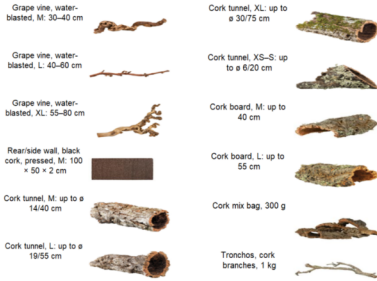 Grape vine, water-
blasted, M: 30–40 cm
Grape vine, water-
blasted, L: 40–60 cm
Grape vine, water-
blasted, XL: 55–80 cm
Rear/side wall, black
cork, pressed, M: 100
× 50 × 2 cm
Cork tunnel, M: up to ø
14/40 cm
Cork tunnel, L: up to ø
19/55 cm
Cork tunnel, XL: up to
ø 30/75 cm
Cork tunnel, XS–S: up
to ø 6/20 cm
Cork board, M: up to
40 cm
Cork board, L: up to
55 cm
Cork mix bag, 300 g
Tronchos, cork
branches, 1 kg